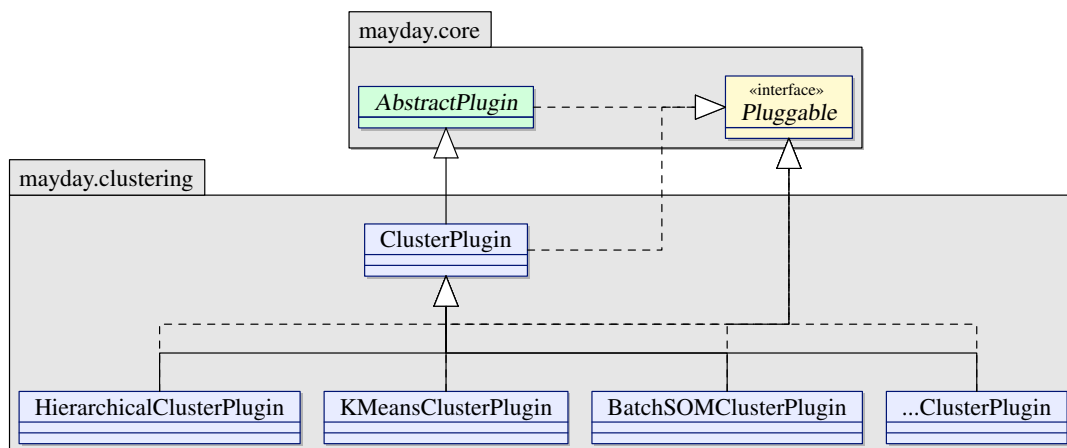 mayday.core
AbstractPlugin
«interface»
Pluggable
mayday.clustering
ClusterPlugin
HierarchicalClusterPlugin
KMeansClusterPlugin
BatchSOMClusterPlugin
...ClusterPlugin